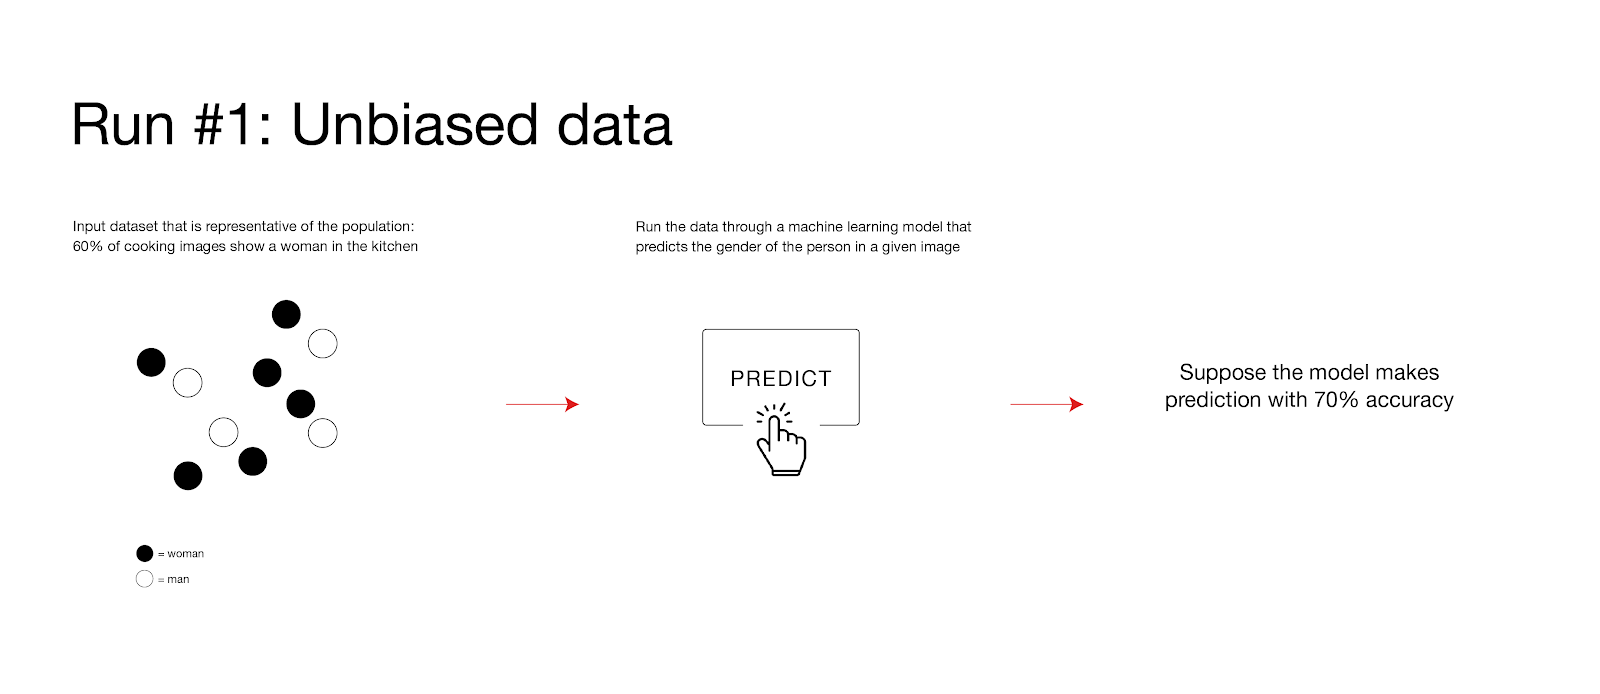 Run #1: Unbiased data
Input dataset that is representative of the population:
60% of cooking images show a woman in the kitchen
= woman
= man
Run the data through a machine learning model that
predicts the gender of the person in a given image
PREDICT
Suppose the model makes
prediction with 70% accuracy